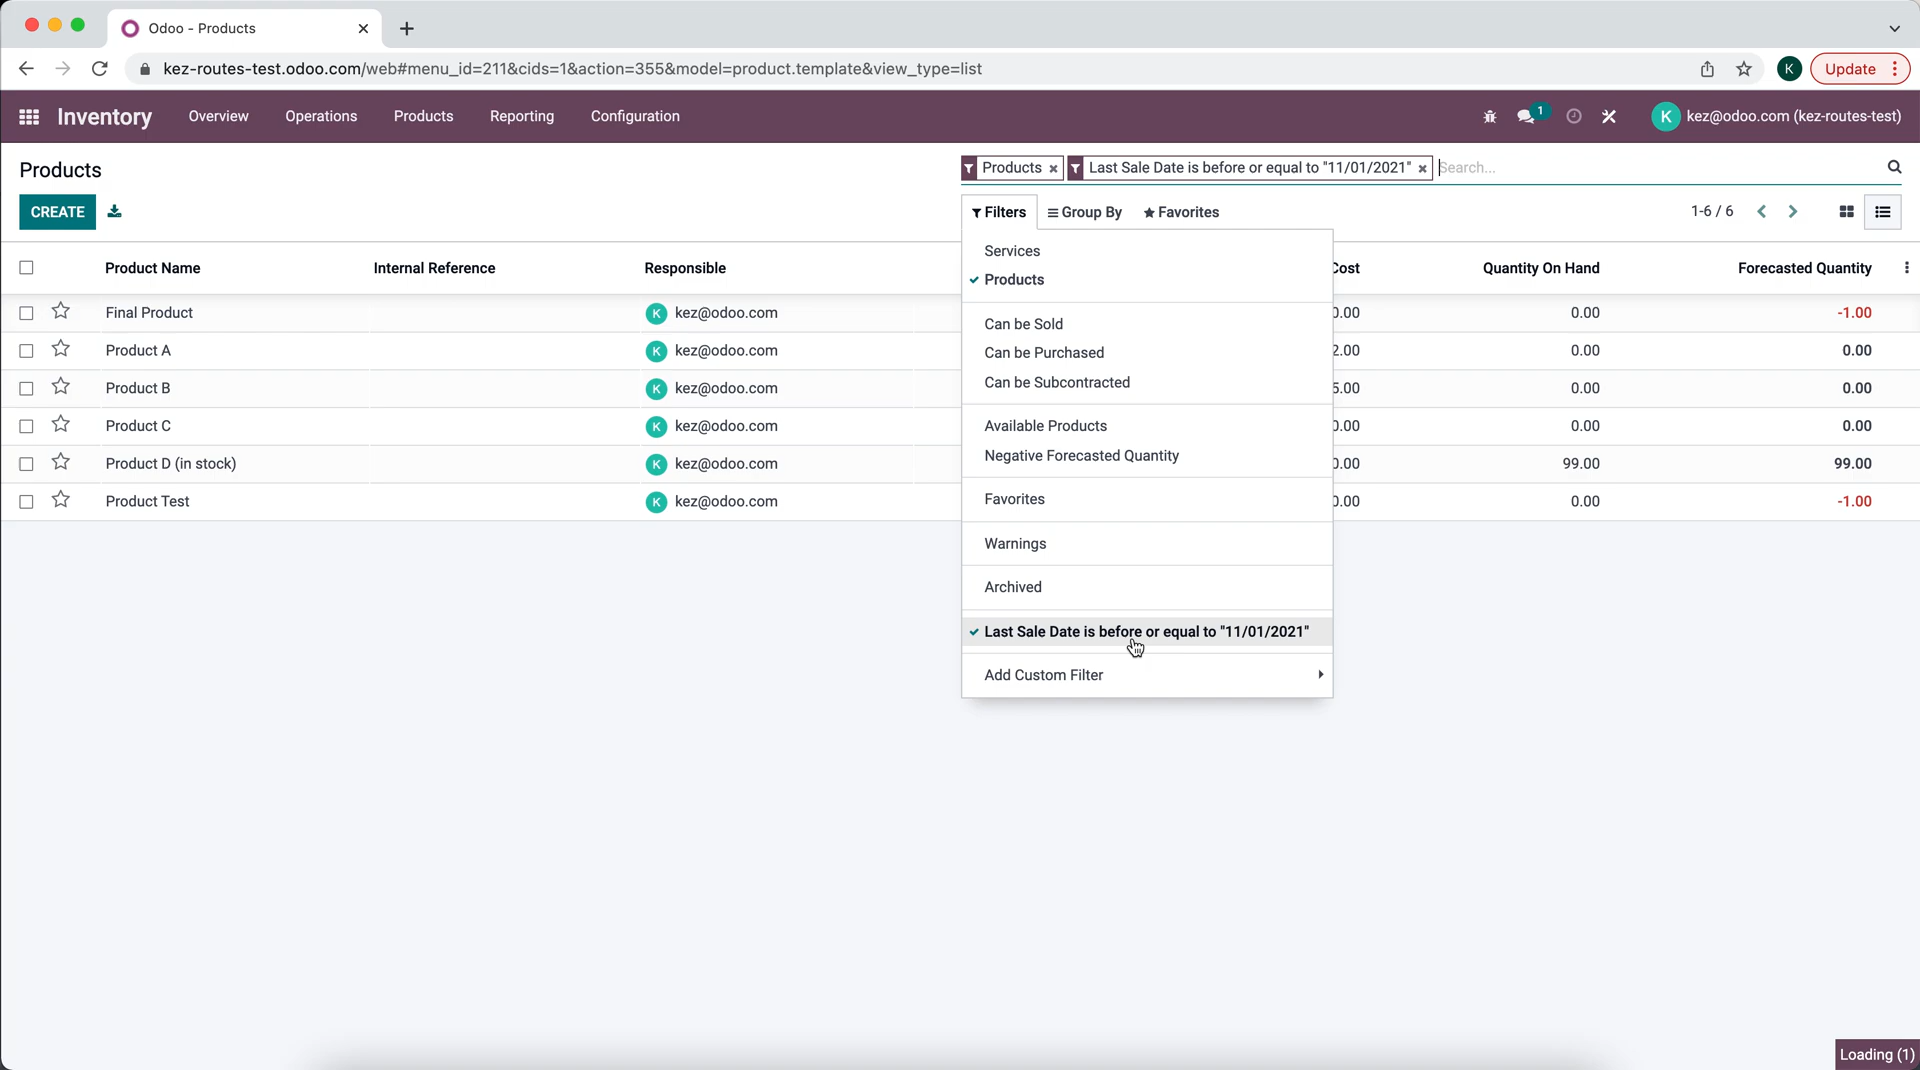 Odoo - Products
kez-routes-test.odoo.com/web#menu_id=211&cids=1&action=355&model=product.template&view_type=list
K
Update
Inventory
Overview
Operations
Products
Reporting
Configuration
1
K
kez@odoo.com (kez-routes-test)
Products
Products
Last Sale Date is before or equal to "11/01/2021"
Search...
CREATE
Filters
Group By
Favorites
1-6 / 6
Product Name
Internal Reference
Responsible
Cost
Quantity On Hand
Forecasted Quantity
Final Product
K kez@odoo.com
0.00
0.00
-1.00
Product A
K kez@odoo.com
2.00
0.00
0.00
Product B
K kez@odoo.com
5.00
0.00
0.00
Product C
K kez@odoo.com
0.00
0.00
0.00
Product D (in stock)
K kez@odoo.com
0.00
99.00
99.00
Product Test
K kez@odoo.com
0.00
0.00
-1.00
Services
Products
Can be Sold
Can be Purchased
Can be Subcontracted
Available Products
Negative Forecasted Quantity
Favorites
Warnings
Archived
Last Sale Date is before or equal to "11/01/2021"
Add Custom Filter
Loading (1)